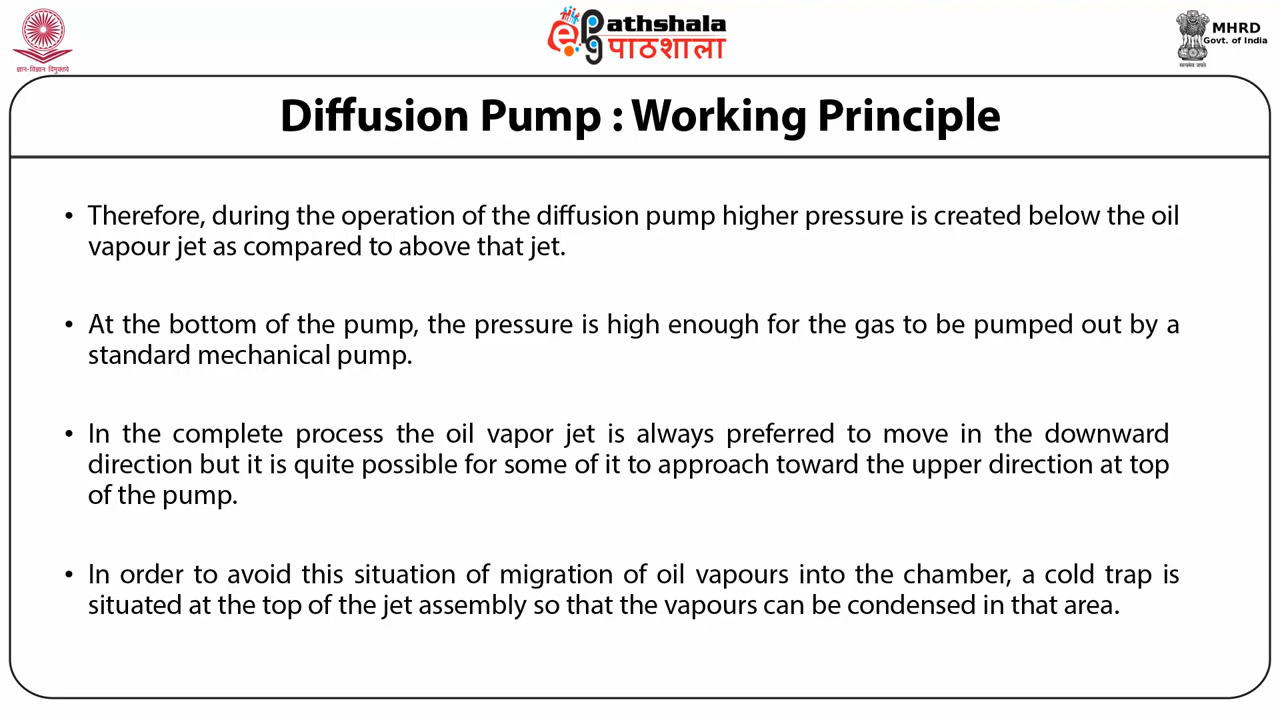 ज्ञान-विज्ञान विमुक्तये
ePg
athshala
पाठशाला
सत्यमेव जयते
MHRD
Govt. of India
Diffusion Pump : Working Principle
• Therefore, during the operation of the diffusion pump higher pressure is created below the oil
vapour jet as compared to above that jet.
• At the bottom of the pump, the pressure is high enough for the gas to be pumped out by a
standard mechanical pump.
• In the complete process the oil vapor jet is always preferred to move in the downward
direction but it is quite possible for some of it to approach toward the upper direction at top
of the pump.
• In order to avoid this situation of migration of oil vapours into the chamber, a cold trap is
situated at the top of the jet assembly so that the vapours can be condensed in that area.